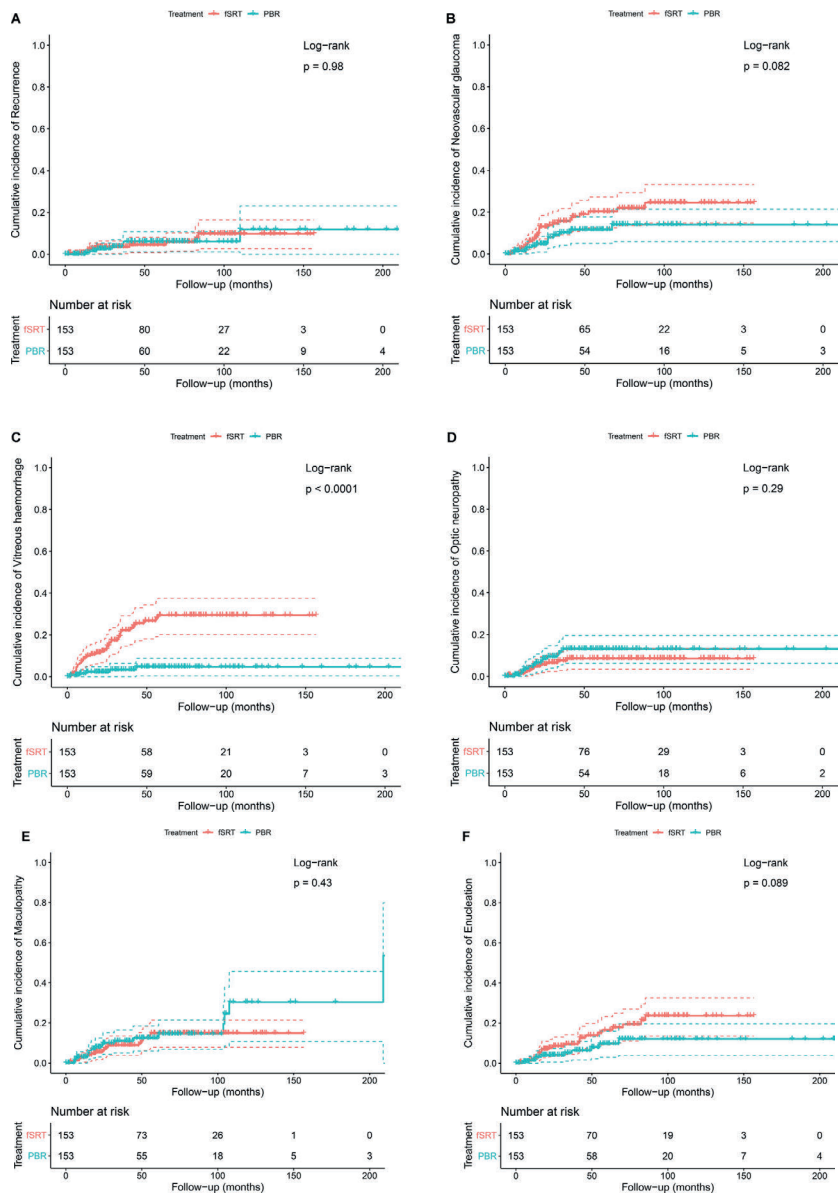 A
Treatment fSRT PBR
Log-rank
p = 0.98
Cumulative incidence of Recurrence
1.0
0.8
0.6
0.4
0.2
0.0
0 50 100 150 200
Follow-up (months)
Number at risk
Treatment
fSRT 153 80 27 3 0
PBR 153 60 22 9 4
0 50 100 150 200
Follow-up (months)
B
Treatment fSRT PBR
Log-rank
p = 0.082
Cumulative incidence of Neovascular glaucoma
1.0
0.8
0.6
0.4
0.2
0.0
0 50 100 150 200
Follow-up (months)
Number at risk
Treatment
fSRT 153 65 22 3 0
PBR 153 54 16 5 3
0 50 100 150 200
Follow-up (months)
C
Treatment fSRT PBR
Log-rank
p < 0.0001
Cumulative incidence of Vitreous haemorrhage
1.0
0.8
0.6
0.4
0.2
0.0
0 50 100 150 200
Follow-up (months)
Number at risk
Treatment
fSRT 153 58 21 3 0
PBR 153 59 20 7 3
0 50 100 150 200
Follow-up (months)
D
Treatment fSRT PBR
Log-rank
p = 0.29
Cumulative incidence of Optic neuropathy
1.0
0.8
0.6
0.4
0.2
0.0
0 50 100 150 200
Follow-up (months)
Number at risk
Treatment
fSRT 153 76 29 3 0
PBR 153 54 18 6 2
0 50 100 150 200
Follow-up (months)
E
Treatment fSRT PBR
Log-rank
p = 0.43
Cumulative incidence of Maculopathy
1.0
0.8
0.6
0.4
0.2
0.0
0 50 100 150 200
Follow-up (months)
Number at risk
Treatment
fSRT 153 73 26 1 0
PBR 153 55 18 5 3
0 50 100 150 200
Follow-up (months)
F
Treatment fSRT PBR
Log-rank
p = 0.089
Cumulative incidence of Enucleation
1.0
0.8
0.6
0.4
0.2
0.0
0 50 100 150 200
Follow-up (months)
Number at risk
Treatment
fSRT 153 70 19 3 0
PBR 153 58 20 7 4
0 50 100 150 200
Follow-up (months)